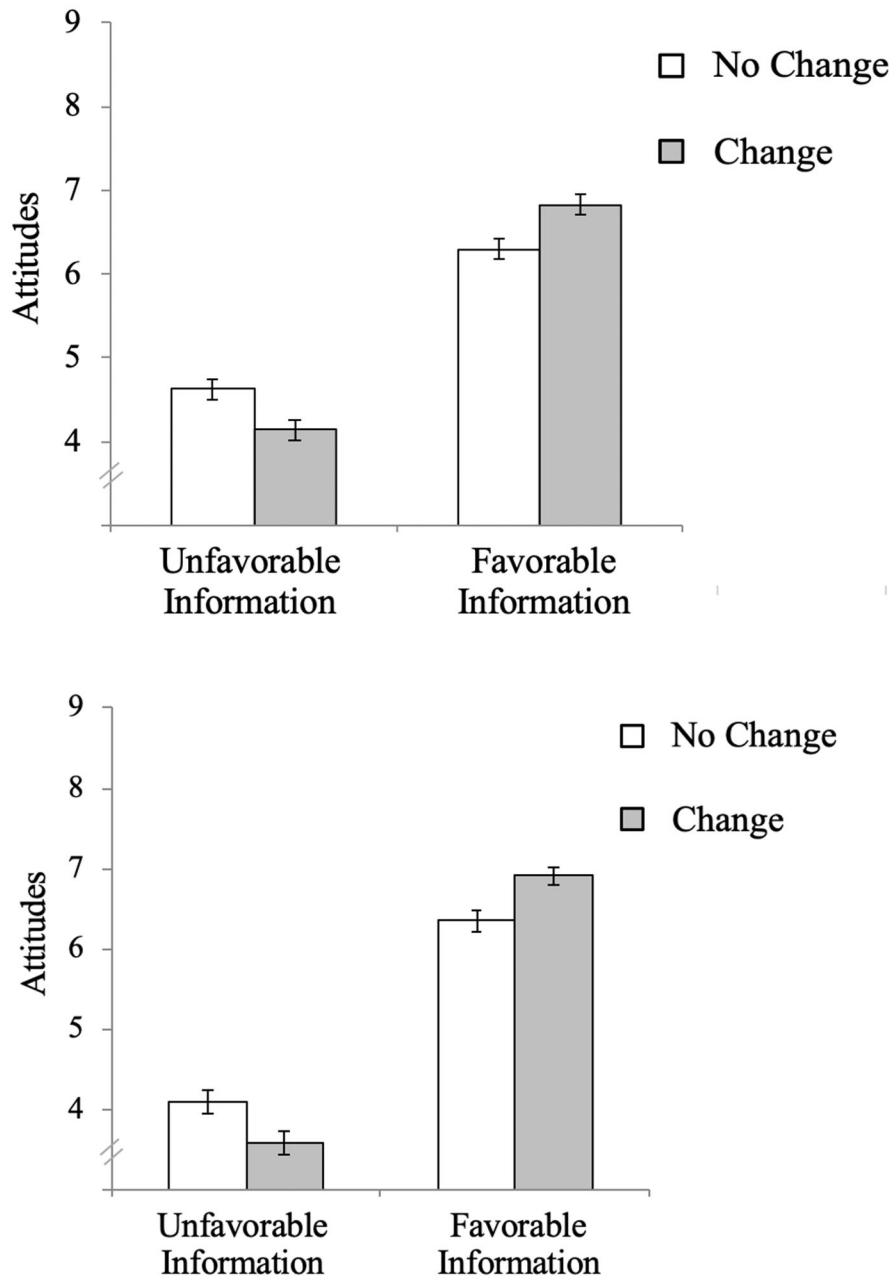 9
No Change
8
Change
7
6
5
4
Attitudes
Unfavorable
Information
Favorable
Information
9
No Change
8
Change
7
6
5
4
Attitudes
Unfavorable
Information
Favorable
Information